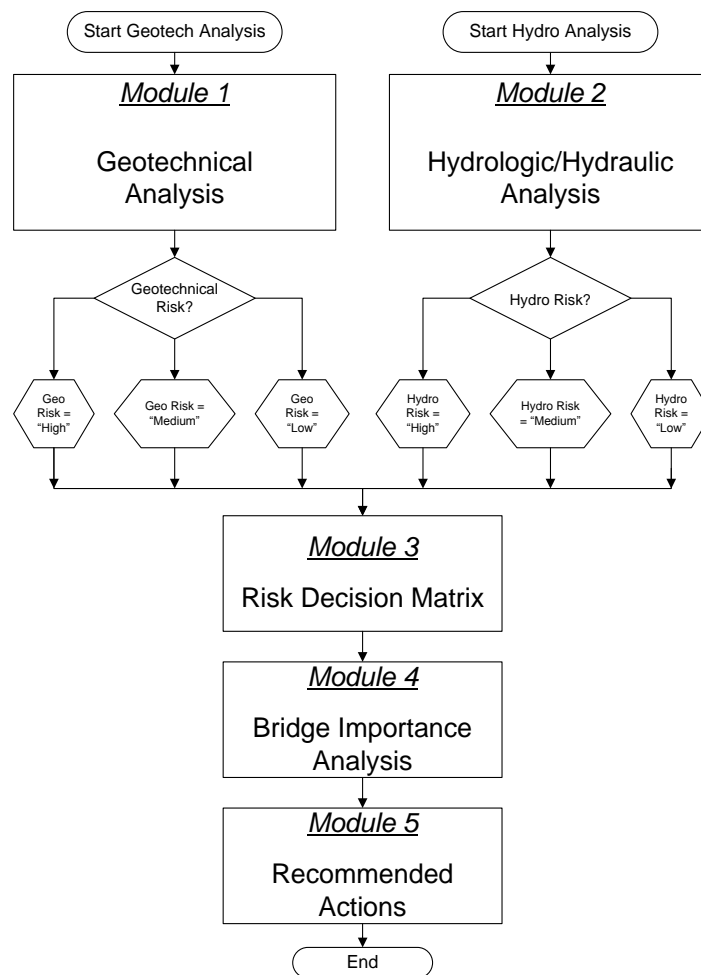 Start Geotech Analysis
Start Hydro Analysis
Module 1
Geotechnical
Analysis
Module 2
Hydrologic/Hydraulic
Analysis
Geotechnical
Risk?
Hydro Risk?
Geo
Risk =
“High”
Geo Risk =
“Medium”
Geo
Risk =
“Low”
Hydro
Risk =
“High”
Hydro Risk
= “Medium”
Hydro
Risk =
“Low”
Module 3
Risk Decision Matrix
Module 4
Bridge Importance
Analysis
Module 5
Recommended
Actions
End